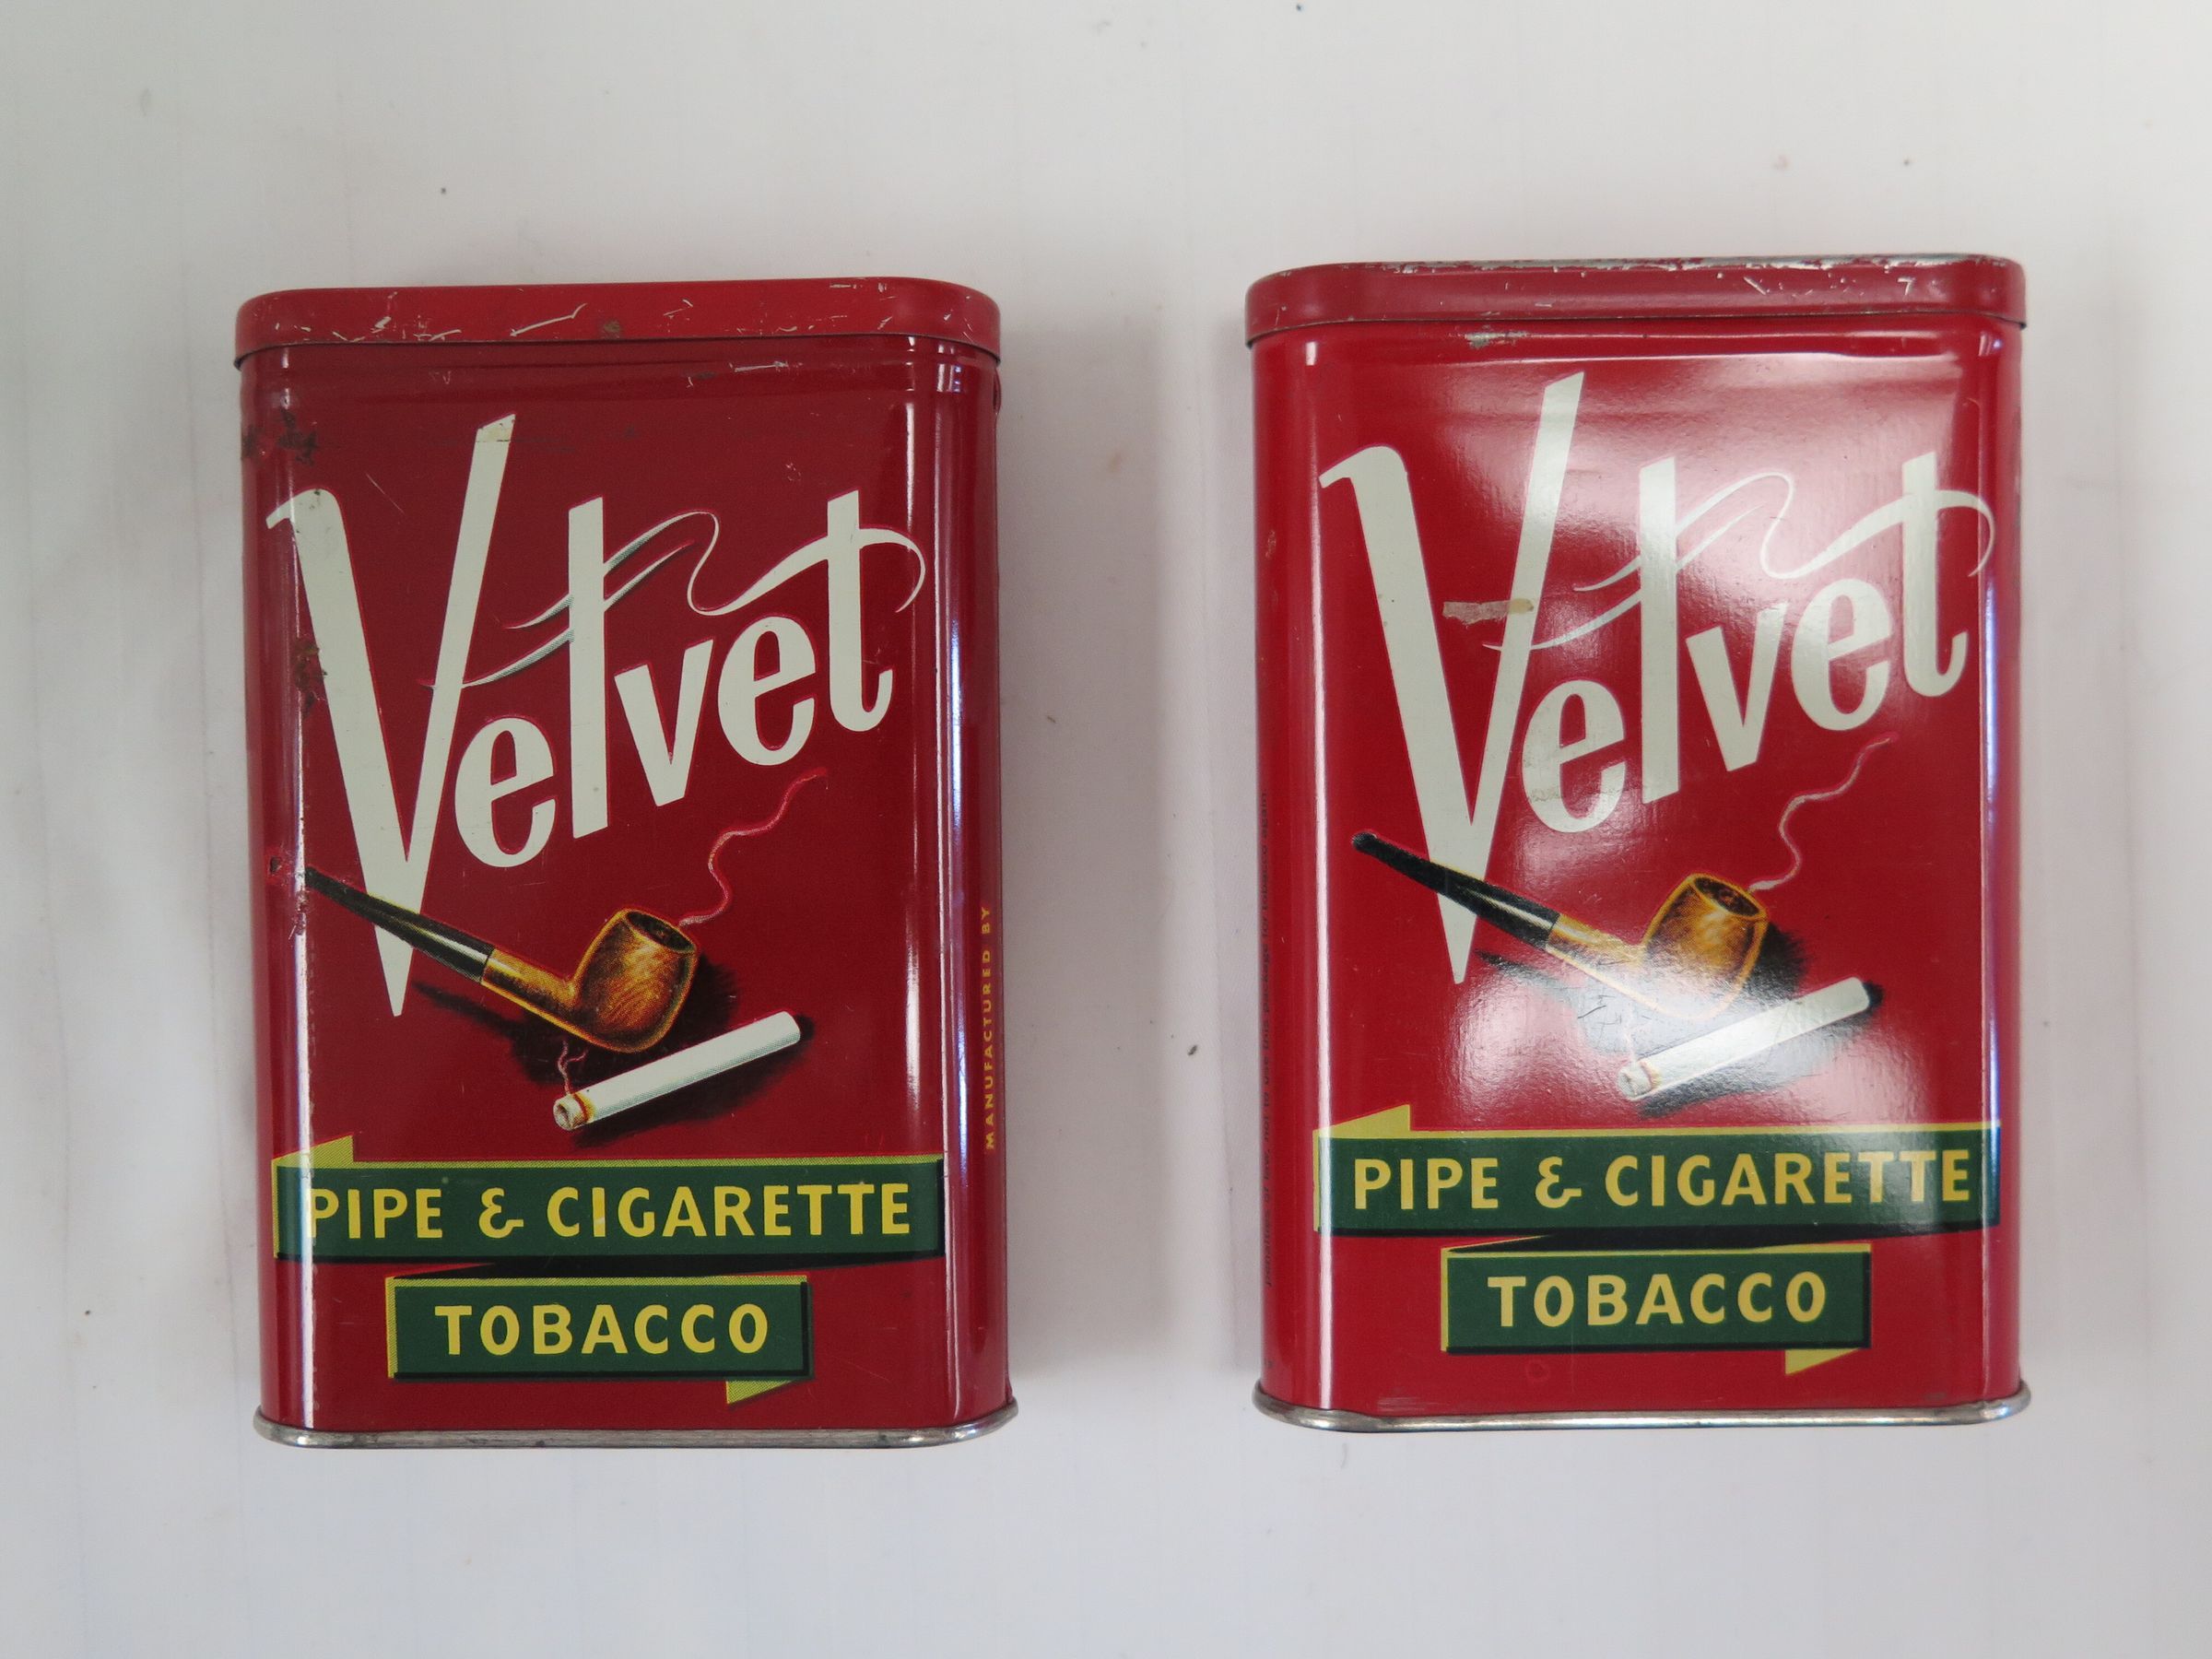 Velvet
PIPE & CIGARETTE
TOBACCO
MANUFACTURED BY
Velvet
PIPE & CIGARETTE
TOBACCO